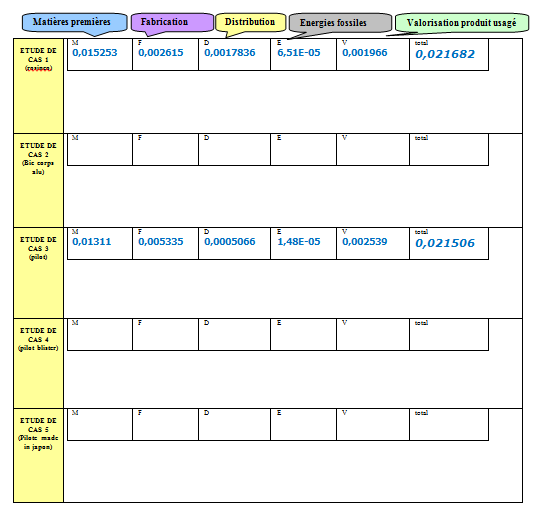 Matières premières Fabrication Distribution Energies fossiles Valorisation produit usagé
ETUDE DE
CAS 1
(rexinea)
M F D E V total
0,015253 0,002615 0,0017836 6,51E-05 0,001966 0,021682
ETUDE DE
CAS 2
(Bic corps
alu)
M F D E V total
ETUDE DE
CAS 3
(pilot)
M F D E V total
0,01311 0,005335 0,0005066 1,48E-05 0,002539 0,021506
ETUDE DE
CAS 4
(pilot blister)
M F D E V total
ETUDE DE
CAS 5
(Pilote made
in japon)
M F D E V total